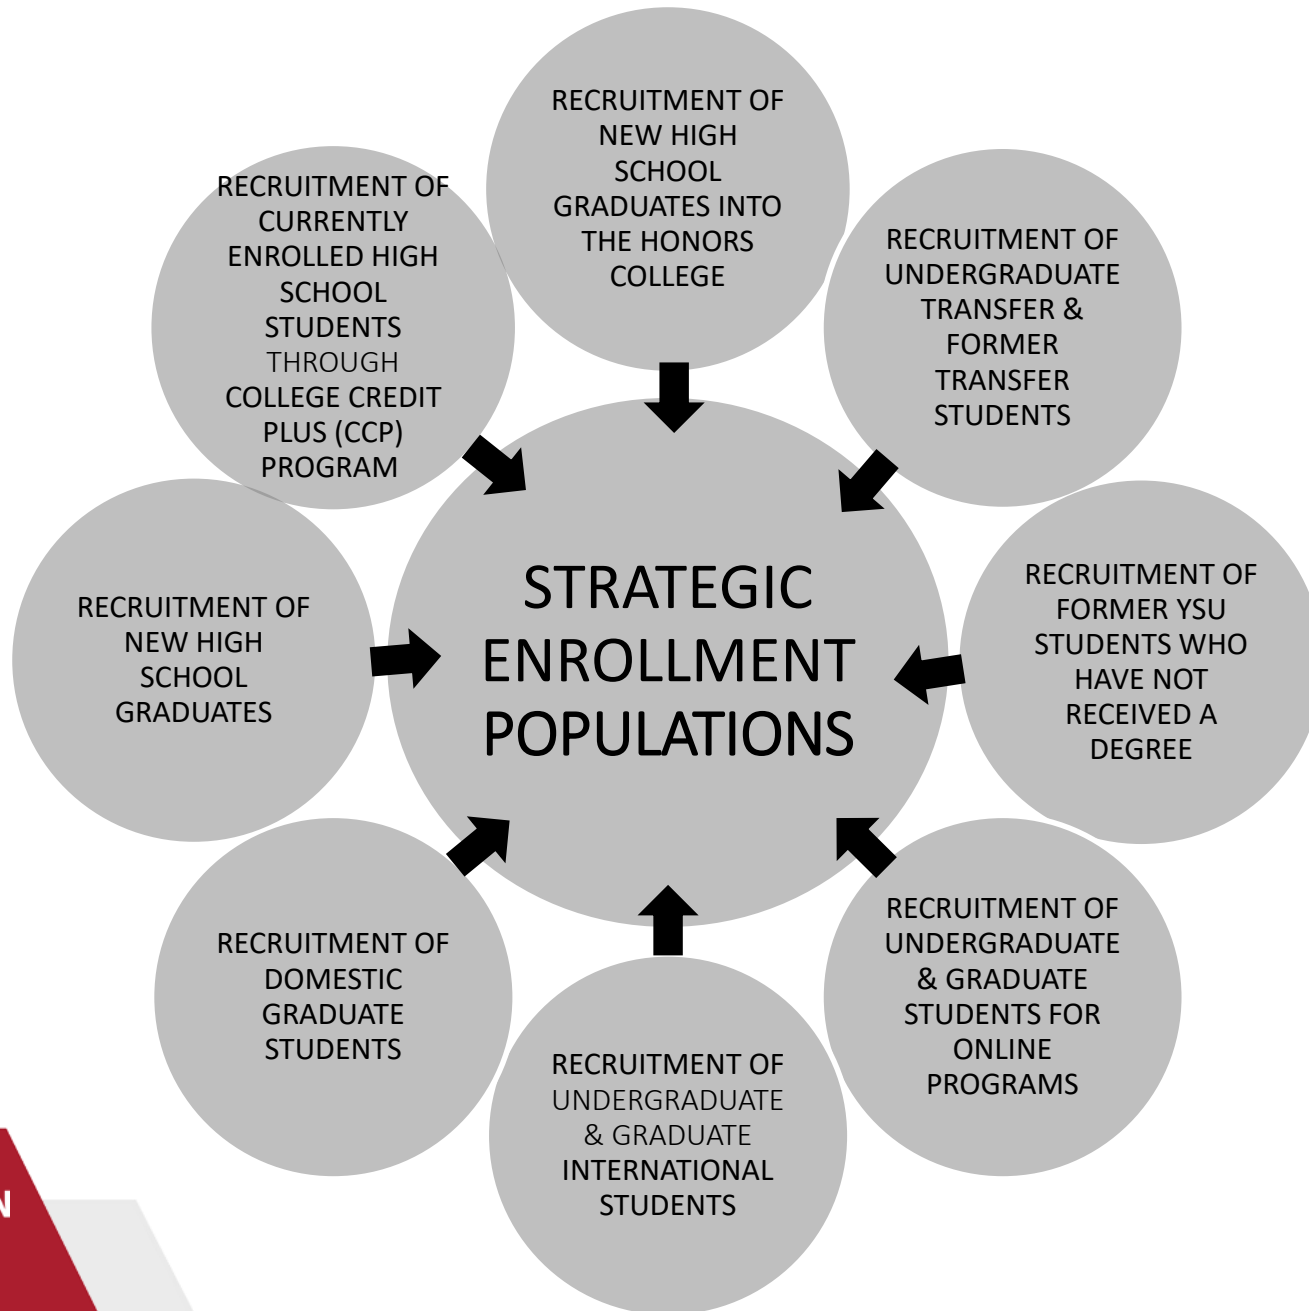 RECRUITMENT OF
NEW HIGH
SCHOOL
GRADUATES INTO
THE HONORS
COLLEGE
RECRUITMENT OF
UNDERGRADUATE
TRANSFER &
FORMER
TRANSFER
STUDENTS
RECRUITMENT OF
FORMER YSU
STUDENTS WHO
HAVE NOT
RECEIVED A
DEGREE
RECRUITMENT OF
UNDERGRADUATE
& GRADUATE
STUDENTS FOR
ONLINE
PROGRAMS
RECRUITMENT OF
UNDERGRADUATE
& GRADUATE
INTERNATIONAL
STUDENTS
RECRUITMENT OF
DOMESTIC
GRADUATE
STUDENTS
RECRUITMENT OF
NEW HIGH
SCHOOL
GRADUATES
RECRUITMENT OF
CURRENTLY
ENROLLED HIGH
SCHOOL
STUDENTS
THROUGH
COLLEGE CREDIT
PLUS (CCP)
PROGRAM
STRATEGIC
ENROLLMENT
POPULATIONS